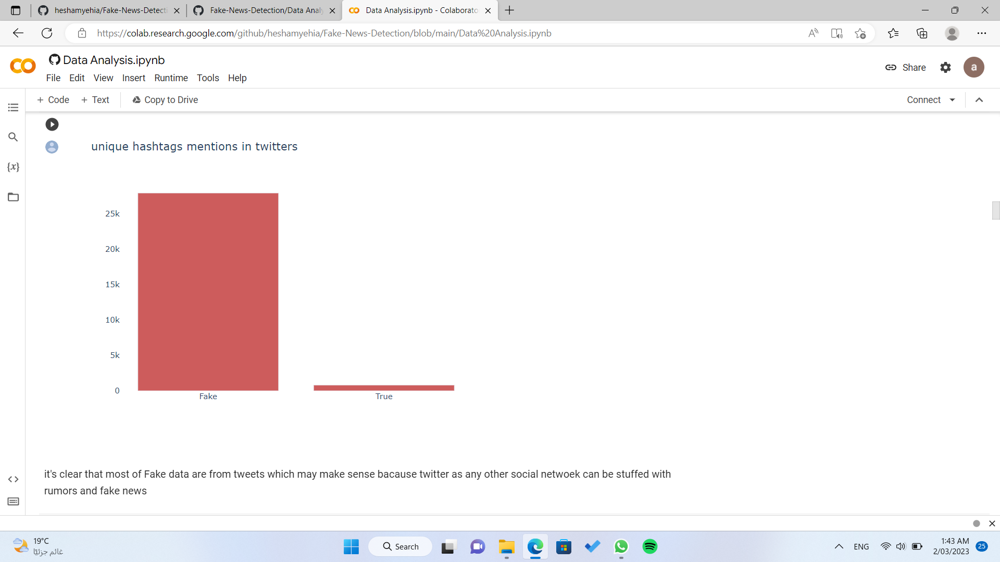 heshamyehia/Fake-News-Detecti
Fake-News-Detection/Data Analy
Data Analysis.ipynb - Colaborato
https://colab.research.google.com/github/heshamyehia/Fake-News-Detection/blob/main/Data%20Analysis.ipynb
Data Analysis.ipynb
File Edit View Insert Runtime Tools Help
Share
a
+ Code + Text Copy to Drive
Connect
{x}
unique hashtags mentions in twitters
25k
20k
15k
10k
5k
0
Fake
True
it's clear that most of Fake data are from tweets which may make sense bacause twitter as any other social netwoek can be stuffed with
rumors and fake news
19°C
غائم جزئيًا
Search
ENG
1:43 AM
2/03/2023
25